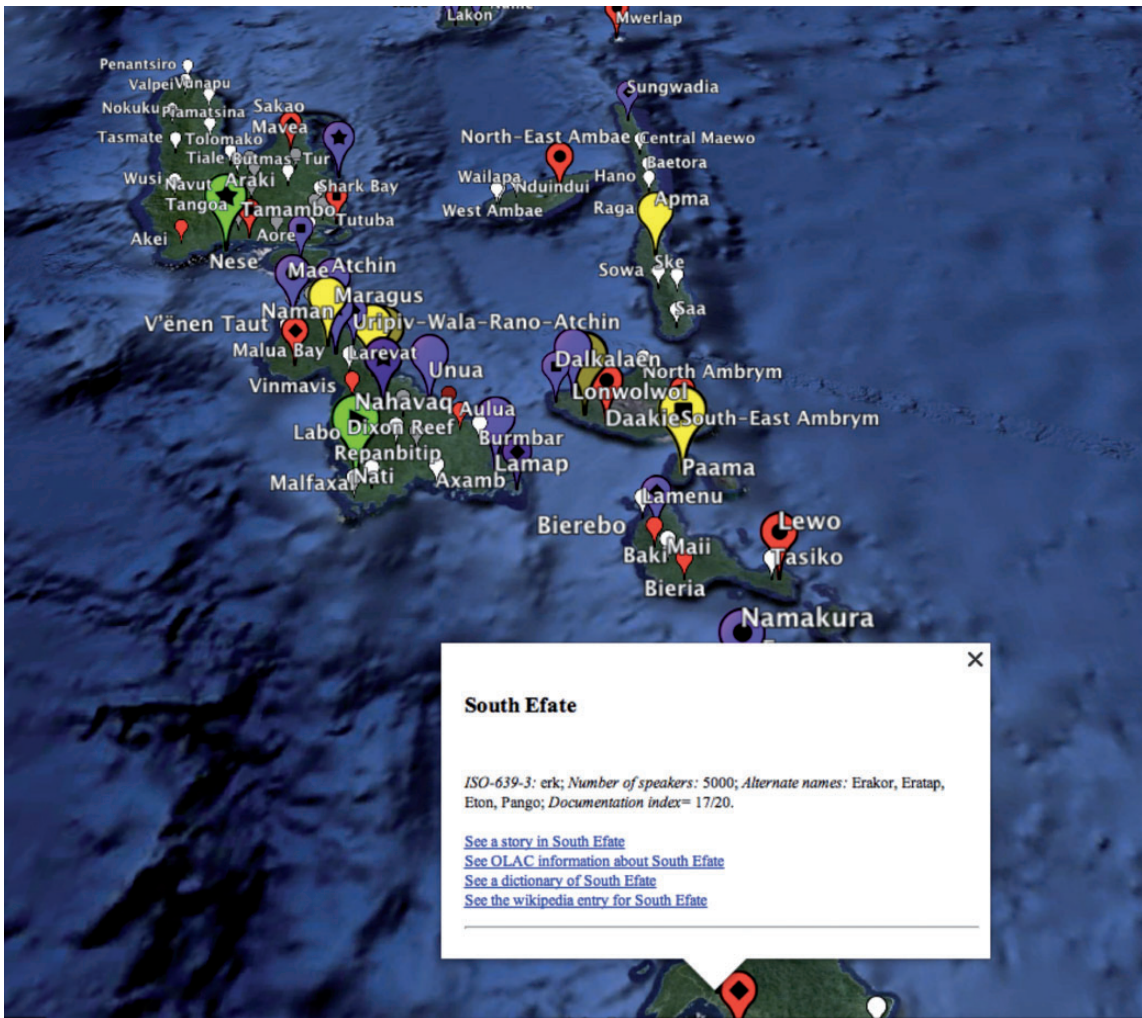 Lakon
Mwerlap
Penantsiro
Valpei
Vunapu
Sungwadia
Nokuku
Piamatsina
Sakao
Mavea
Tasmate
Tolomako
North-East Ambae
Central Maewo
Tiale
Butmas-Tur
Baetora
Wusi
Navut
Araki
Shark Bay
Wailapa
Nduindui
Hano
Tangoa
Tamambo
Tutuba
West Ambae
Raga
Apma
Akei
Aore
Nese
Mae
Atchin
Sowa
Ske
Naman
Maragus
Saa
V'ënen Taut
Uripiv-Wala-Rano-Atchin
Malua Bay
Larevat
Dalkalaên
North Ambrym
Vinmavis
Unua
Lonwolwol
Nahavaq
Aulua
Daakie
South-East Ambrym
Labo
Dixon Reef
Burmbar
Repanbitip
Lamap
Paama
Malfaxal
Nati
Axamb
Lamenu
Bierebo
Lewo
Baki
Maii
Tasiko
Bieria
Namakura
South Efate
ISO-639-3: erk; Number of speakers: 5000; Alternate names: Erakor, Eratap,
Eton, Pango; Documentation index= 17/20.
See a story in South Efate
See OLAC information about South Efate
See a dictionary of South Efate
See the wikipedia entry for South Efate